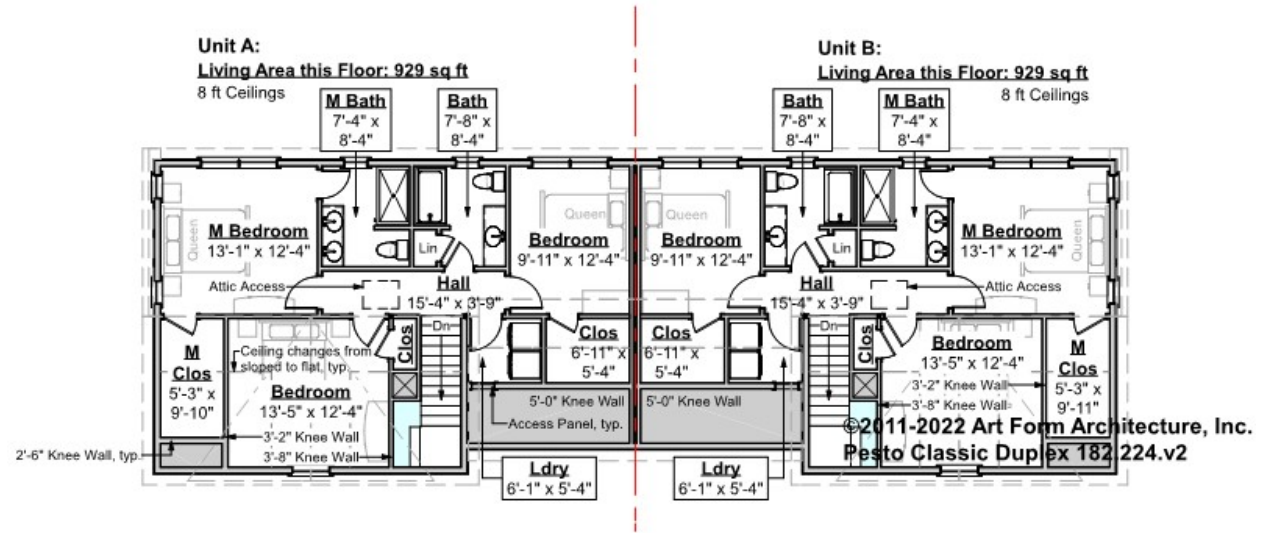 Unit A:
Living Area this Floor: 929 sq ft
8 ft Ceilings
Unit B:
Living Area this Floor: 929 sq ft
8 ft Ceilings
M Bath
7'-4" x
8'-4"
Bath
7'-8" x
8'-4"
Bath
7'-8" x
8'-4"
M Bath
7'-4" x
8'-4"
Queen
M Bedroom
13'-1" x 12'-4"
Lin
Queen
Bedroom
9'-11" x 12'-4"
Queen
Bedroom
9'-11" x 12'-4"
Lin
M Bedroom
13'-1" x 12'-4"
Queen
Attic Access
Hall
15'-4" x 3'-9"
Hall
15'-4" x 3'-9"
Attic Access
M
Clos
5'-3" x
9'-10"
Ceiling changes from
sloped to flat, typ.
Bedroom
13'-5" x 12'-4"
3'-2" Knee Wall
3'-8" Knee Wall
2'-6" Knee Wall, typ.
Clos
Dn
Clos
6'-11" x
5'-4"
5'-0" Knee Wall
Access Panel, typ.
Clos
6'-11" x
5'-4"
5'-0" Knee Wall
Dn
Clos
Bedroom
13'-5" x 12'-4"
3'-2" Knee Wall
3'-8" Knee Wall
M
Clos
5'-3" x
9'-11"
©2011-2022 Art Form Architecture, Inc.
Pesto Classic Duplex 182.224.v2
Ldry
6'-1" x 5'-4"
Ldry
6'-1" x 5'-4"